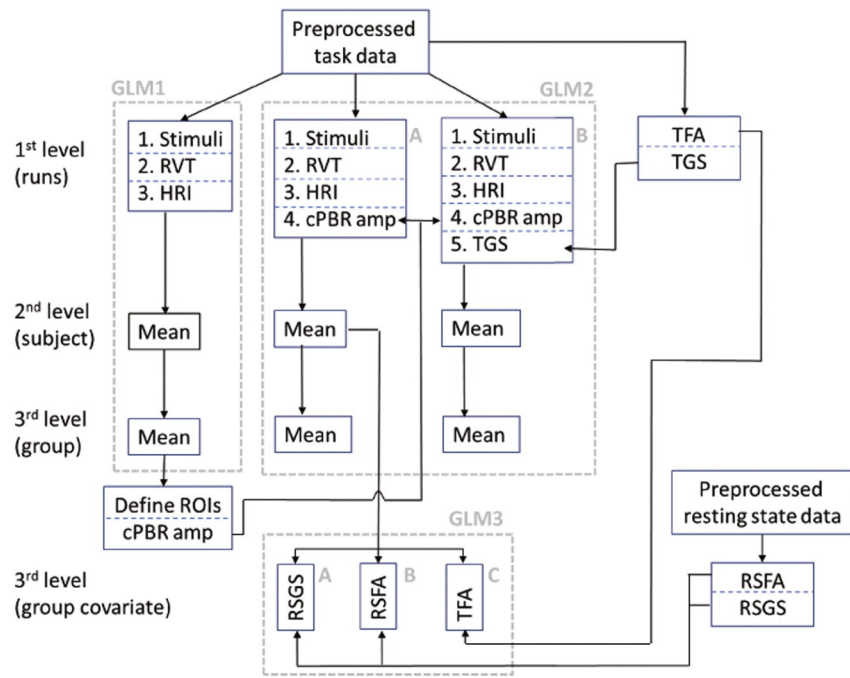 Preprocessed
task data
GLM1
GLM2
1st level
(runs)
1. Stimuli
2. RVT
3. HRI
A
1. Stimuli
2. RVT
3. HRI
4. cPBR amp
B
1. Stimuli
2. RVT
3. HRI
4. cPBR amp
5. TGS
TFA
TGS
2nd level
(subject)
Mean
Mean
Mean
3rd level
(group)
Mean
Mean
Mean
Define ROIs
cPBR amp
Preprocessed
resting state data
GLM3
3rd level
(group covariate)
RSGS
A
RSFA
B
TFA
C
RSFA
RSGS